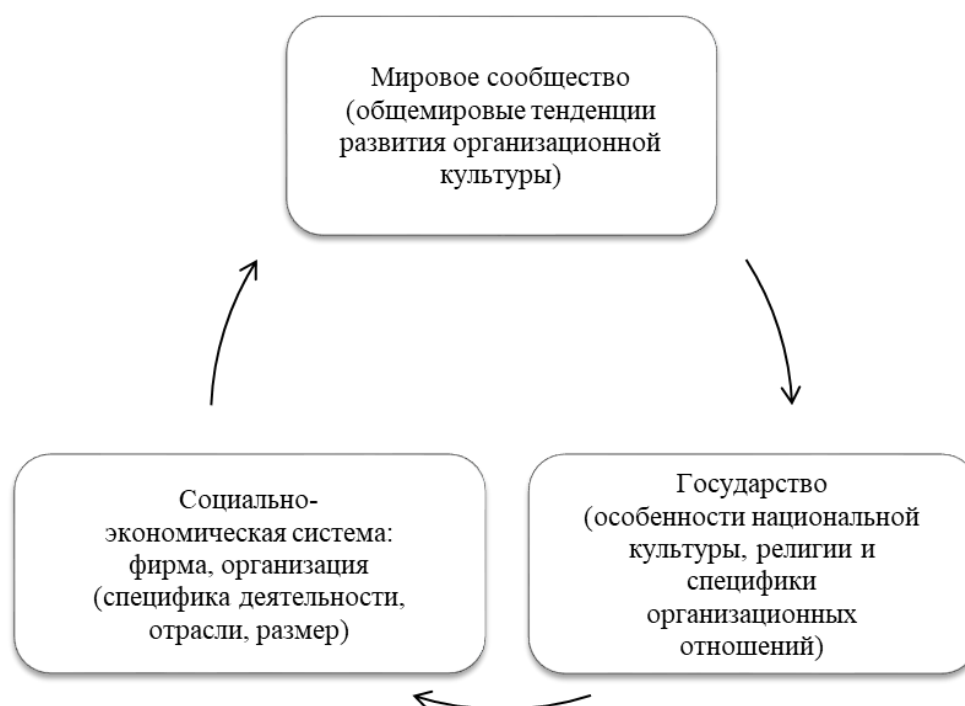 Мировое сообщество
(общемировые тенденции
развития организационной
культуры)
Социально-
экономическая система:
фирма, организация
(специфика деятельности,
отрасли, размер)
Государство
(особенности национальной
культуры, религии и
специфики
организационных
отношений)